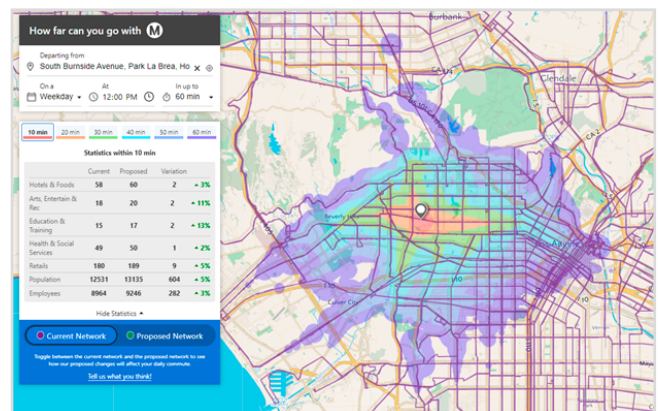 How far can you go with M
Departing from
South Burnside Avenue, Park La Brea, Ho
On a At In up to
Weekday 12:00 PM 60 min
10 min 20 min 30 min 40 min 50 min 60 min
Statistics within 10 min
Current Proposed Variation
Hotels & Foods 58 60 2 3%
Arts, Entertain & Rec 18 20 2 11%
Education & Training 15 17 2 13%
Health & Social Services 49 50 1 2%
Retails 180 189 9 5%
Population 12531 13135 604 5%
Employees 8964 9246 282 3%
Hide Statistics
Current Network Proposed Network
Toggle between the current network and the proposed network to see
how our proposed changes will affect your daily commute.
Tell us what you think!
Burbank
Glendale
CA-2
Beverly
Los Angeles
I-10
Culver City
I-10